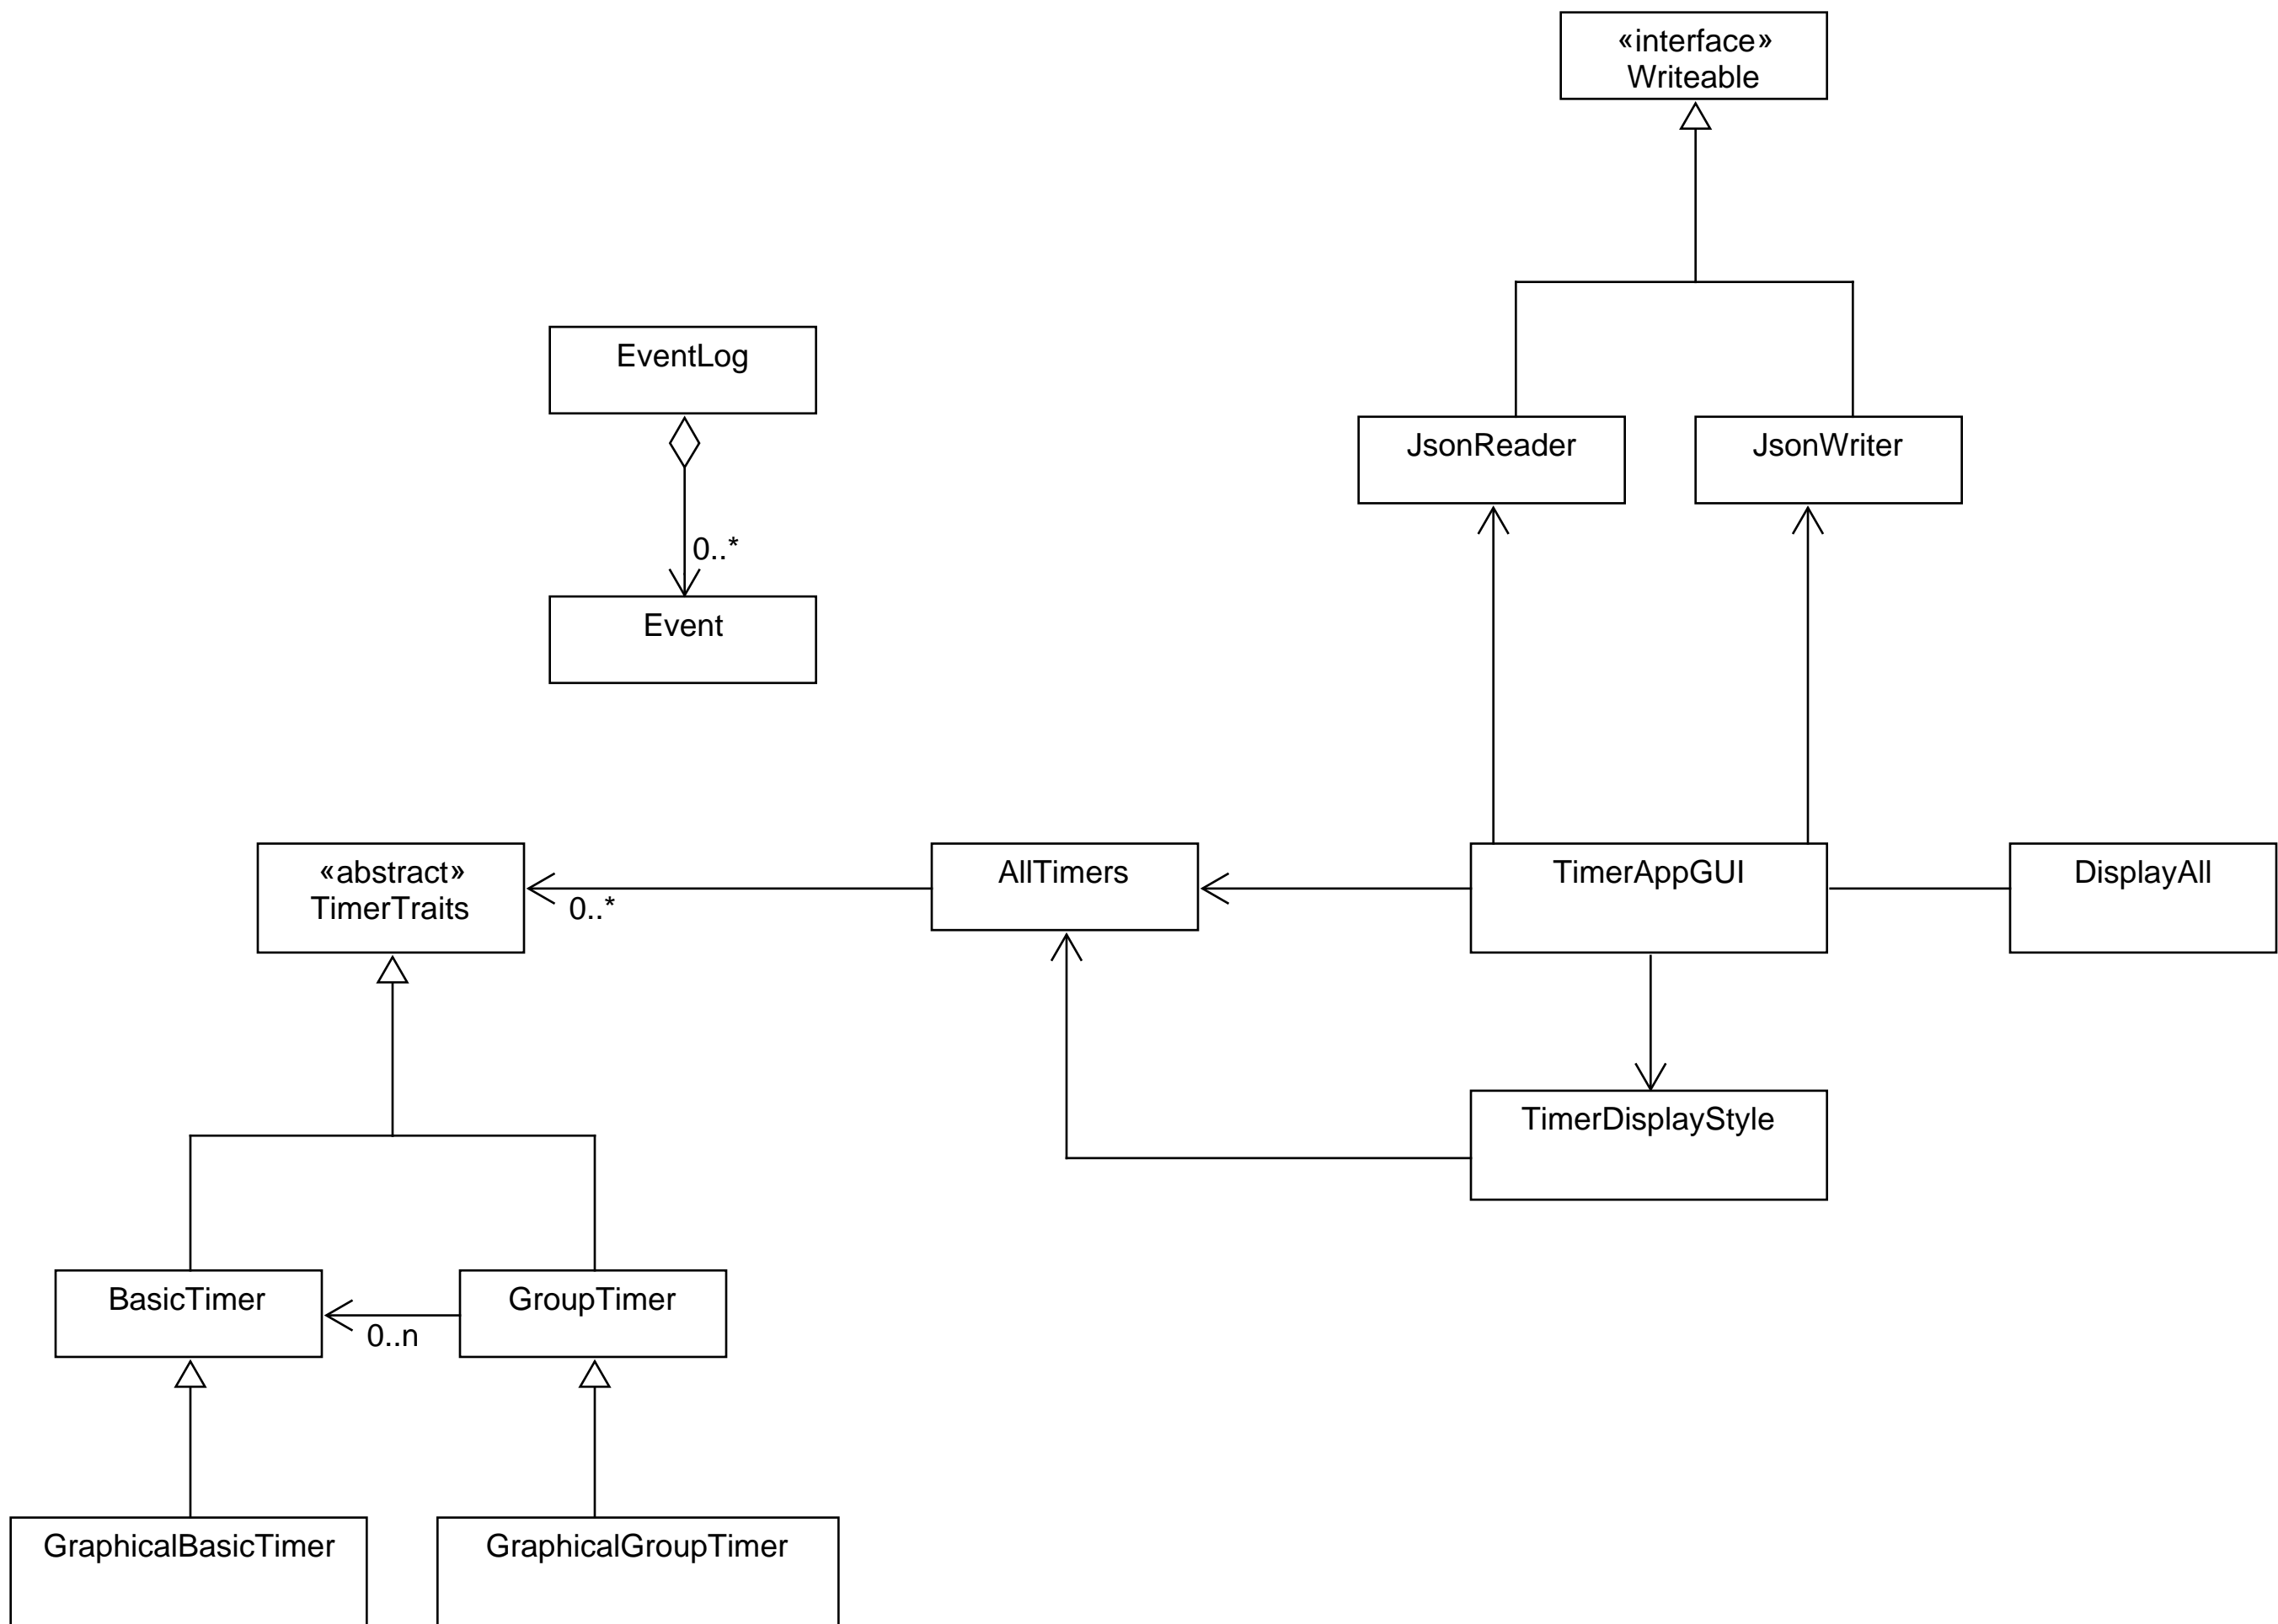 «interface»
Writeable
EventLog
JsonReader
JsonWriter
0..*
Event
«abstract»
TimerTraits
0..*
AllTimers
TimerAppGUI
DisplayAll
TimerDisplayStyle
BasicTimer
0..n
GroupTimer
GraphicalBasicTimer
GraphicalGroupTimer